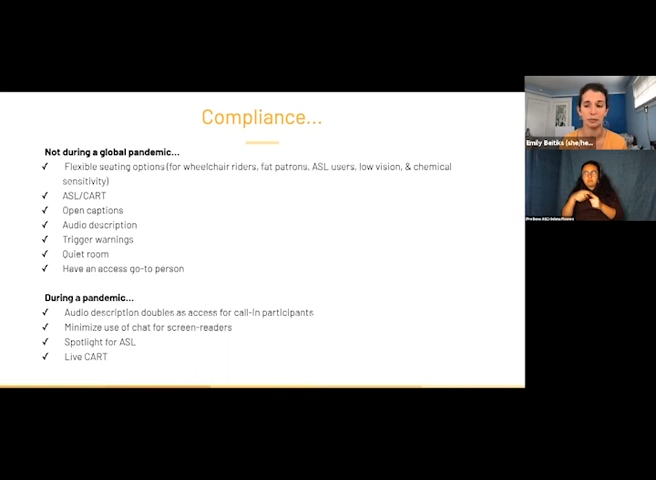 Compliance...
Not during a global pandemic...
✓ Flexible seating options (for wheelchair riders, fat patrons, ASL users, low vision, & chemical
sensitivity)
✓ ASL/CART
✓ Open captions
✓ Audio description
✓ Trigger warnings
✓ Quiet room
✓ Have an access go-to person
During a pandemic...
✓ Audio description doubles as access for call-in participants
✓ Minimize use of chat for screen-readers
✓ Spotlight for ASL
✓ Live CART
Emily Beitiks (she/he...